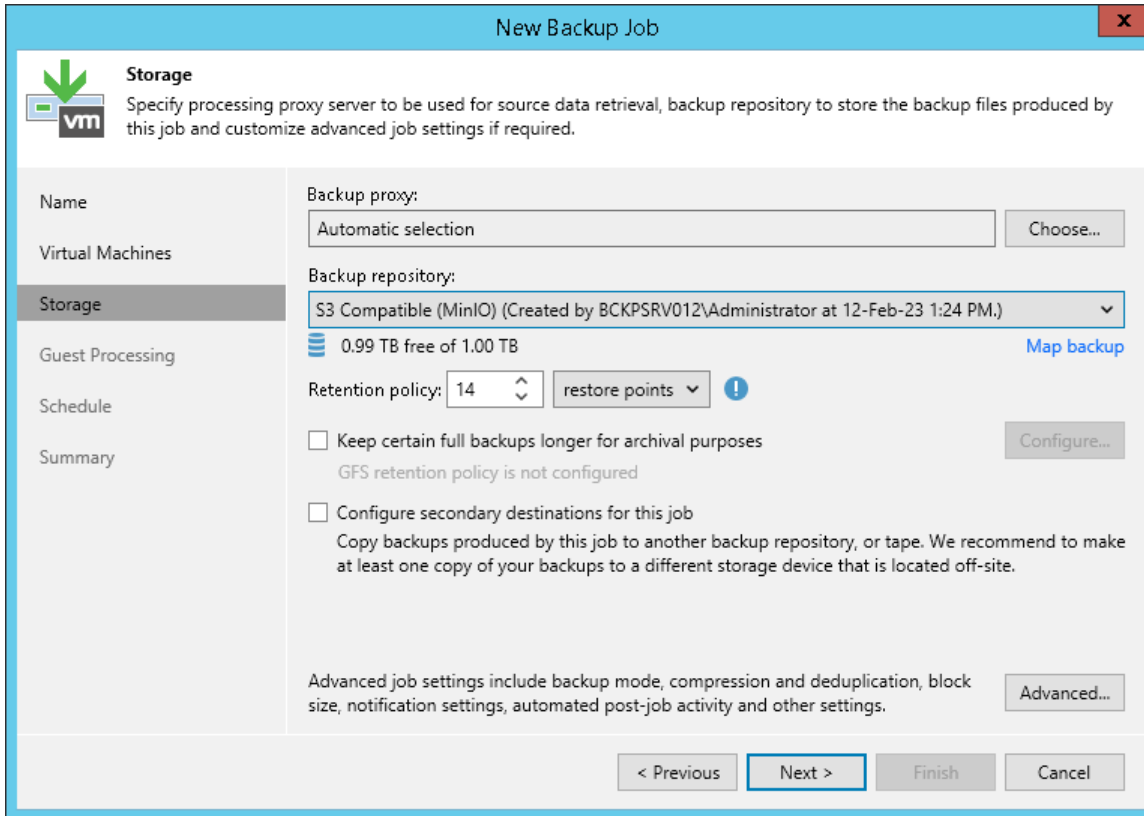 New Backup Job
x
Storage
Specify processing proxy server to be used for source data retrieval, backup repository to store the backup files produced by
this job and customize advanced job settings if required.
vm
Name
Virtual Machines
Storage
Guest Processing
Schedule
Summary
Backup proxy:
Automatic selection
Choose...
Backup repository:
S3 Compatible (MinIO) (Created by BCKPSRV012\Administrator at 12-Feb-23 1:24 PM.)
0.99 TB free of 1.00 TB
Map backup
Retention policy: 14 restore points
Keep certain full backups longer for archival purposes
Configure...
GFS retention policy is not configured
Configure secondary destinations for this job
Copy backups produced by this job to another backup repository, or tape. We recommend to make
at least one copy of your backups to a different storage device that is located off-site.
Advanced job settings include backup mode, compression and deduplication, block
size, notification settings, automated post-job activity and other settings.
Advanced...
< Previous
Next >
Finish
Cancel